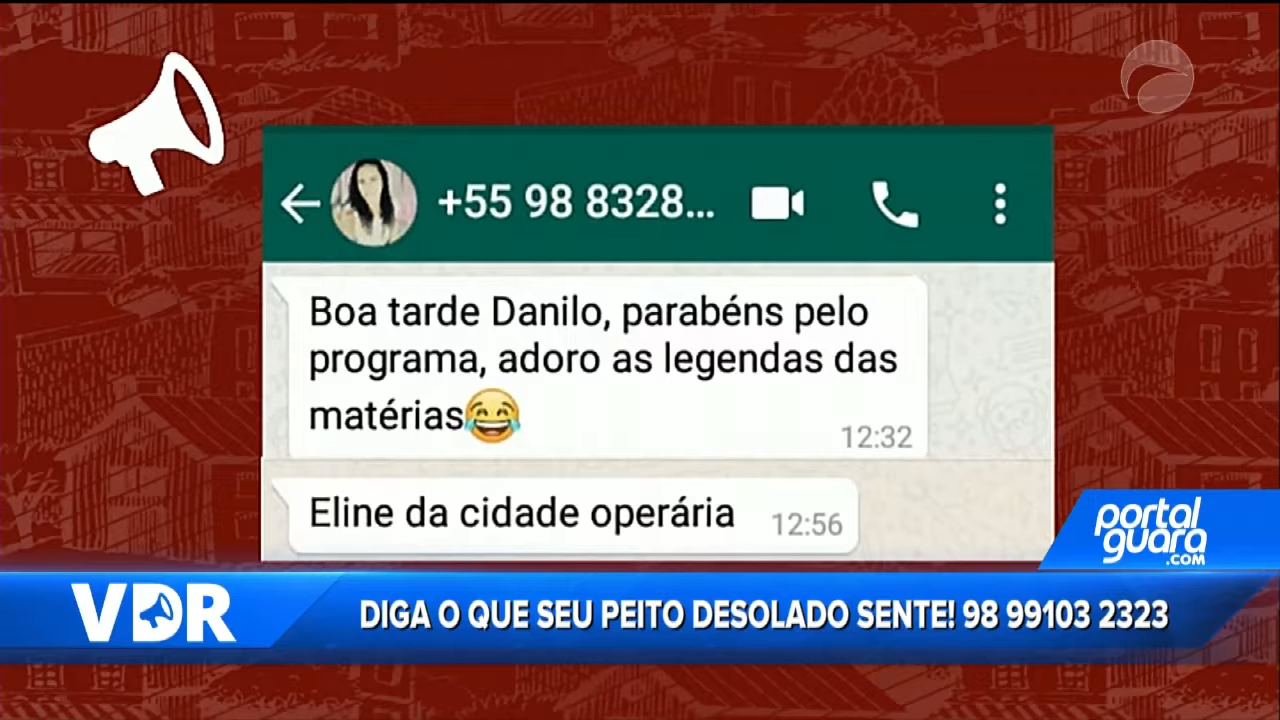 +55 98 8328...
Boa tarde Danilo, parabéns pelo
programa, adoro as legendas das
matérias😂
12:32
Eline da cidade operária
12:56
portal
guara
.COM
VDR
DIGA O QUE SEU PEITO DESOLADO SENTE! 98 99103 2323